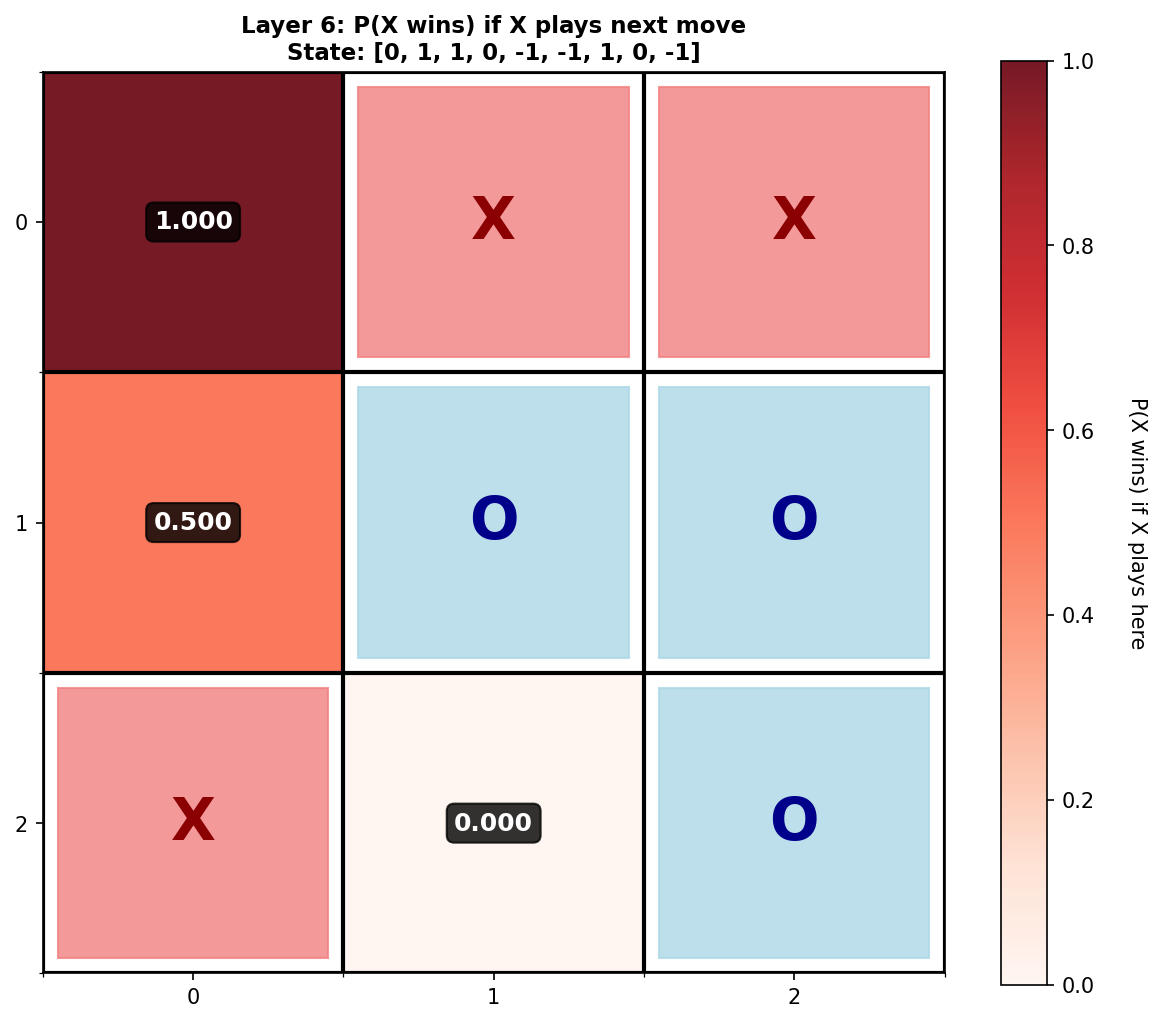 Layer 6: P(X wins) if X plays next move
State: [0, 1, 1, 0, -1, -1, 1, 0, -1]
0
1.000
X
X
1
0.500
O
O
2
X
0.000
O
0
1
2
1.0
0.8
0.6
0.4
0.2
0.0
P(X wins) if X plays here